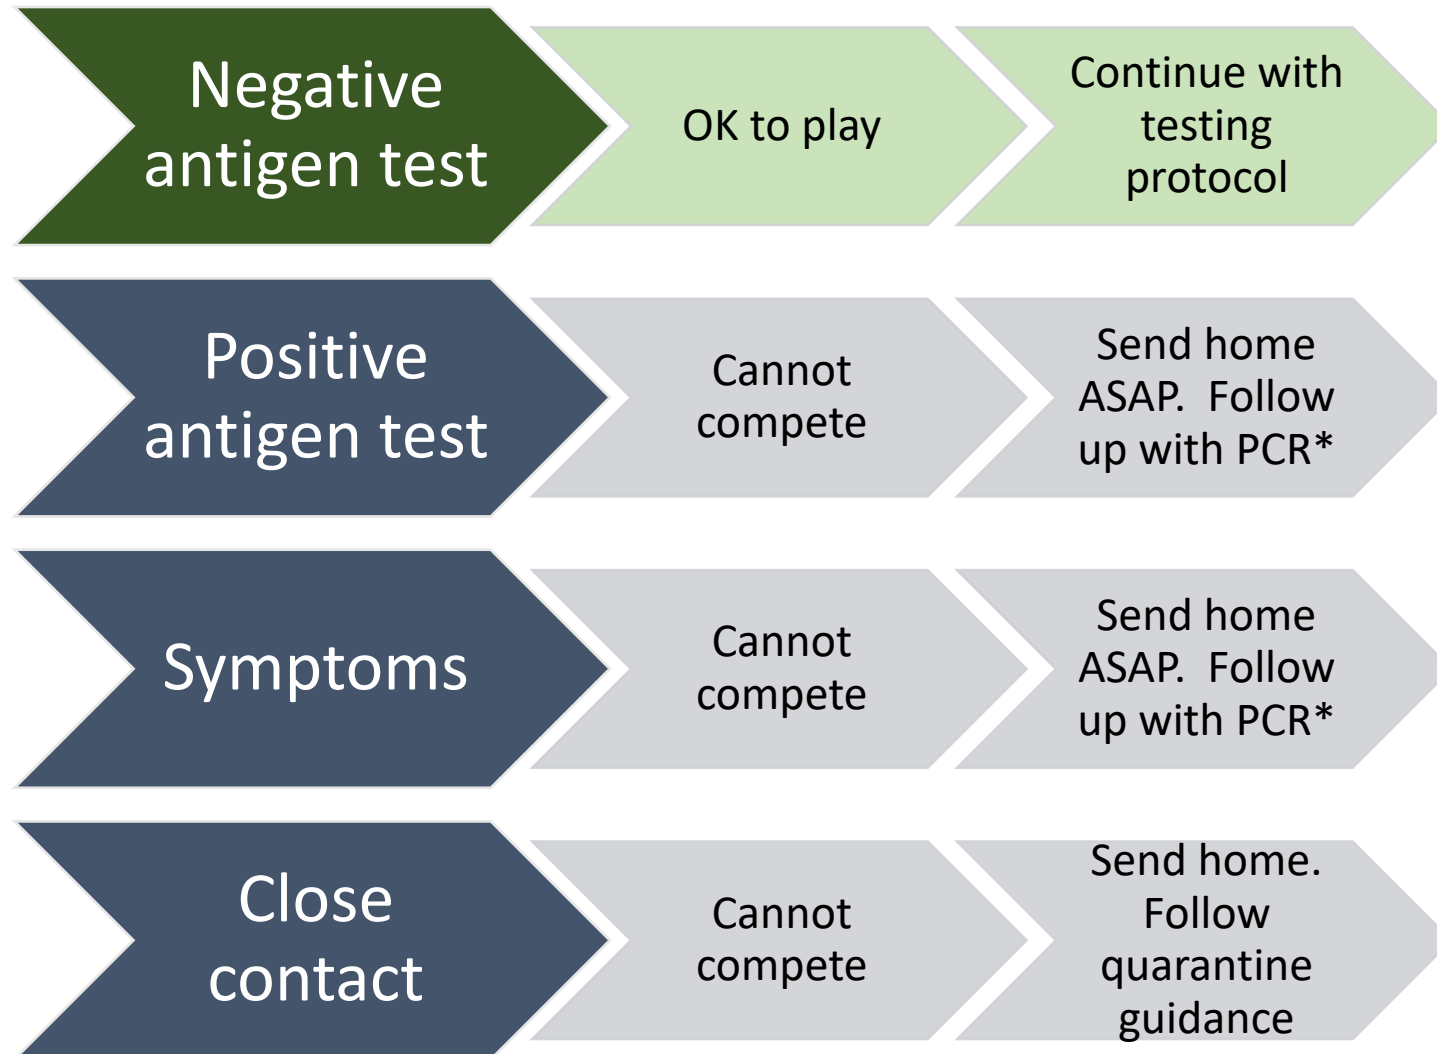 Negative
antigen test
OK to play
Continue with
testing
protocol
Positive
antigen test
Cannot
compete
Send home
ASAP.  Follow
up with PCR*
Symptoms
Cannot
compete
Send home
ASAP.  Follow
up with PCR*
Close
contact
Cannot
compete
Send home.
Follow
quarantine
guidance